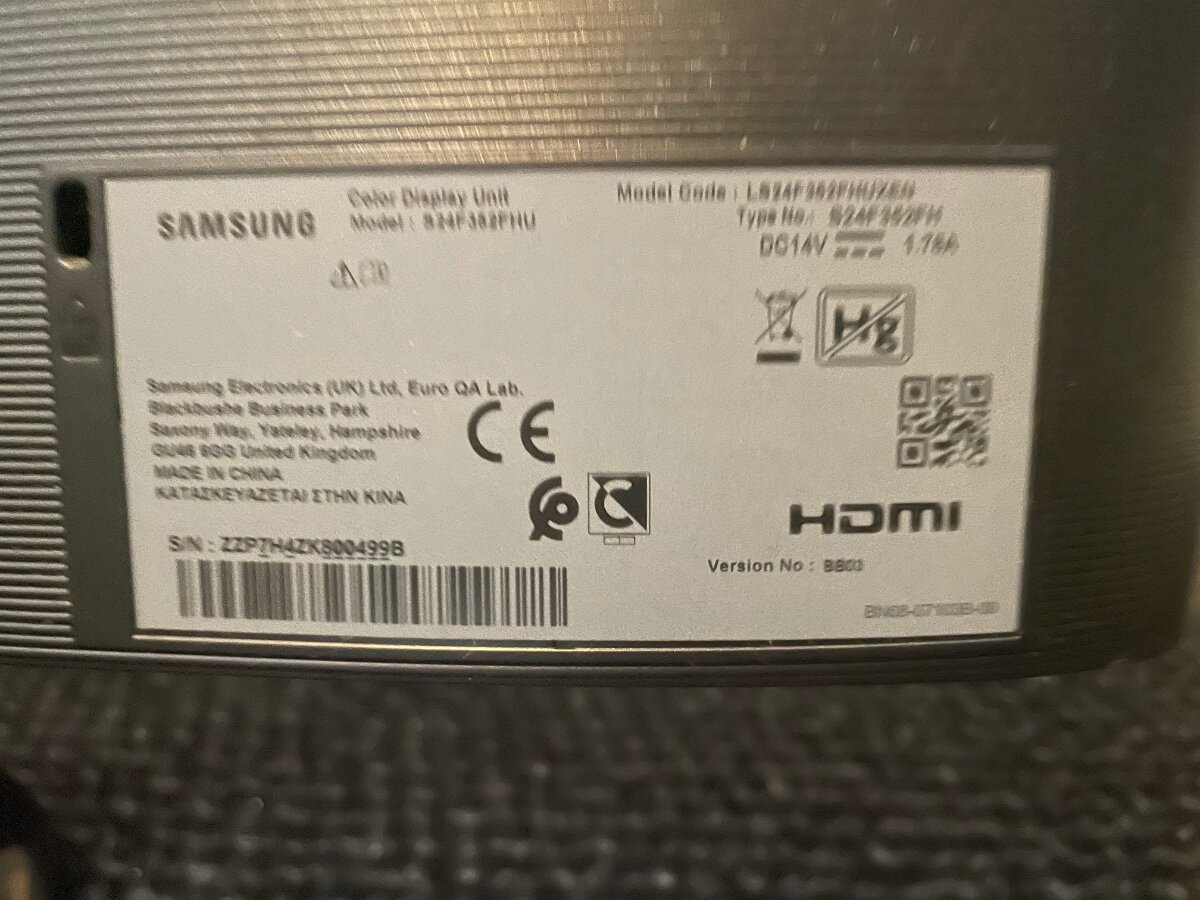 SAMSUNG
Color Display Unit
Model : S24F352FHU
Model Code : LS24F352FHUXEN
Type No.: S24F352FH
DC14V 1.78A
Hg
Samsung Electronics (UK) Ltd, Euro QA Lab.
Blackbushe Business Park
Saxony Way, Yateley, Hampshire
GU46 6GG United Kingdom
MADE IN CHINA
ΚΑΤΑΣΚΕΥΑΖΕΤΑΙ ΣΤΗΝ ΚΙΝΑ
CE
HDMI
S/N : ZZP7H4ZK800499B
Version No :